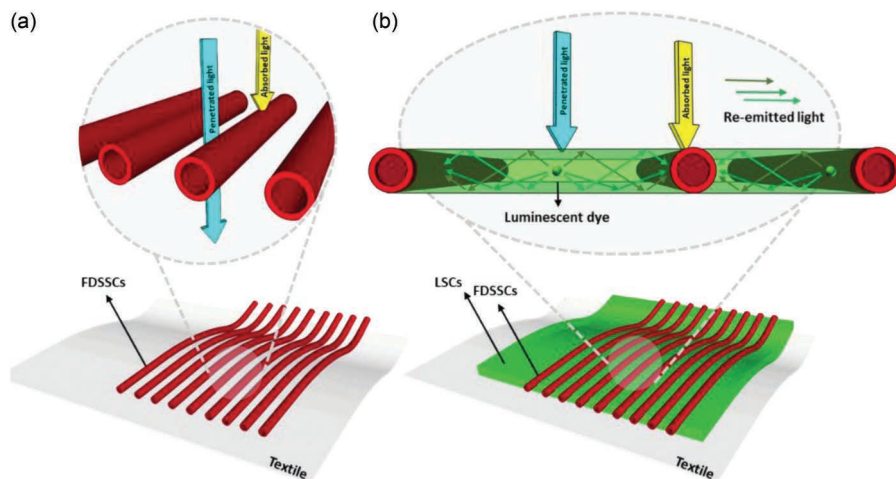 (a)
Penetrated light
Absorbed light
FDSSCs
Textile
(b)
Penetrated light
Absorbed light
Re-emitted light
Luminescent dye
LSCs
FDSSCs
Textile